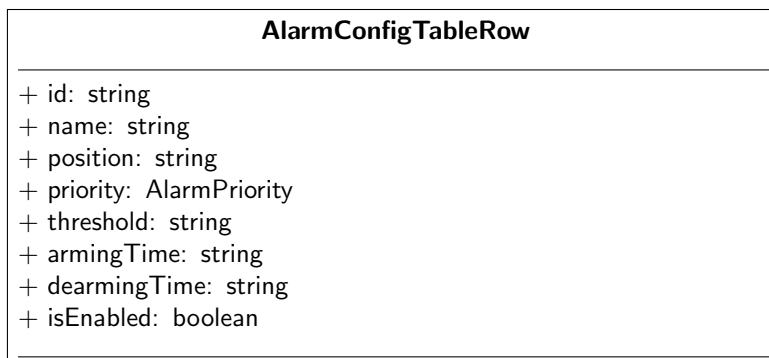 AlarmConfigTableRow
+ id: string
+ name: string
+ position: string
+ priority: AlarmPriority
+ threshold: string
+ armingTime: string
+ dearmingTime: string
+ isEnabled: boolean